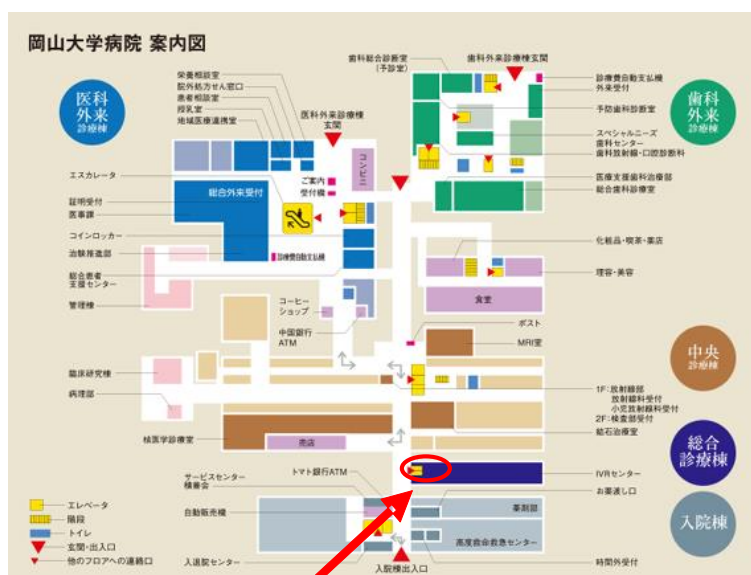 岡山大学病院 案内図
医科
外来
診療棟
栄養相談室
院外処方せん窓口
患者相談室
授乳室
地域医療連携室
医科外来診療棟
玄関
歯科総合診断室
(予診室)
歯科外来診療棟玄関
診療費自動支払機
外来受付
予防歯科診断室
スペシャルニーズ
歯科センター
歯科放射線・口腔診断科
医療支援歯科治療部
総合歯科診療室
歯科
外来
診療棟
エスカレータ
証明受付
医事課
コインロッカー
治験推進部
総合患者
支援センター
管理棟
総合外来受付
ご案内
受付機
コンビニ
診療費自動支払機
コーヒー
ショップ
中国銀行
ATM
化粧品・喫茶・薬店
理容・美容
食堂
ポスト
MRI室
中央
診療棟
臨床研究棟
病理部
核医学診療室
売店
1F:放射線部
放射線科受付
小児放射線科受付
2F:検査部受付
結石治療室
総合
診療棟
サービスセンター
積善会
トマト銀行ATM
IVRセンター
お薬渡し口
自動販売機
薬剤部
高度救命救急センター
入院棟
入退院センター
入院棟出入口
時間外受付
エレベータ
階段
トイレ
玄関・出入口
他のフロアへの連絡口